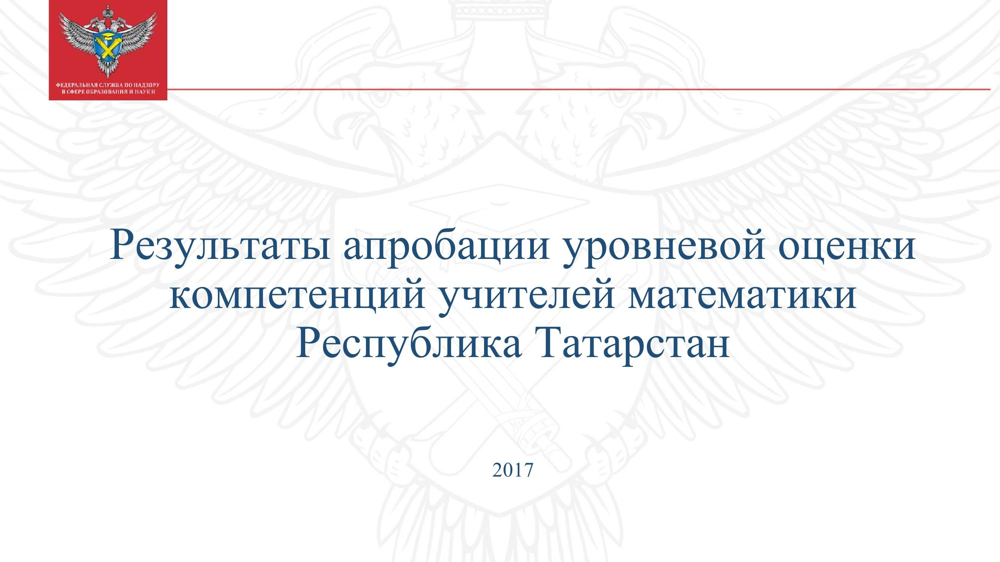 ФЕДЕРАЛЬНАЯ СЛУЖБА ПО НАДЗОРУ
В СФЕРЕ ОБРАЗОВАНИЯ И НАУКИ
Результаты апробации уровневой оценки
компетенций учителей математики
Республика Татарстан
2017